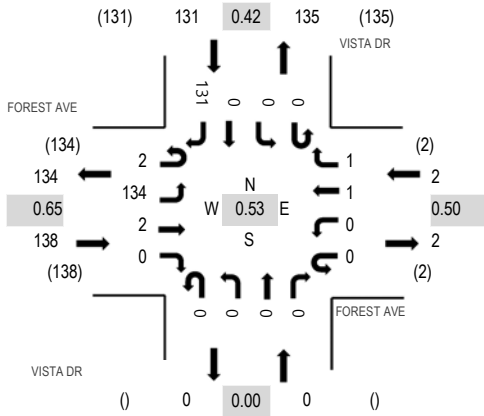 (131) 131 0.42 135 (135)
VISTA DR
131 0 0 0
FOREST AVE
(134) 2 1 (2)
134 134 N 1 2
0.65 W 0.53 E 0.50
138 2 S 0 2
(138) 0 0 (2)
0 0 0 0
FOREST AVE
VISTA DR
() 0 0.00 0 ()